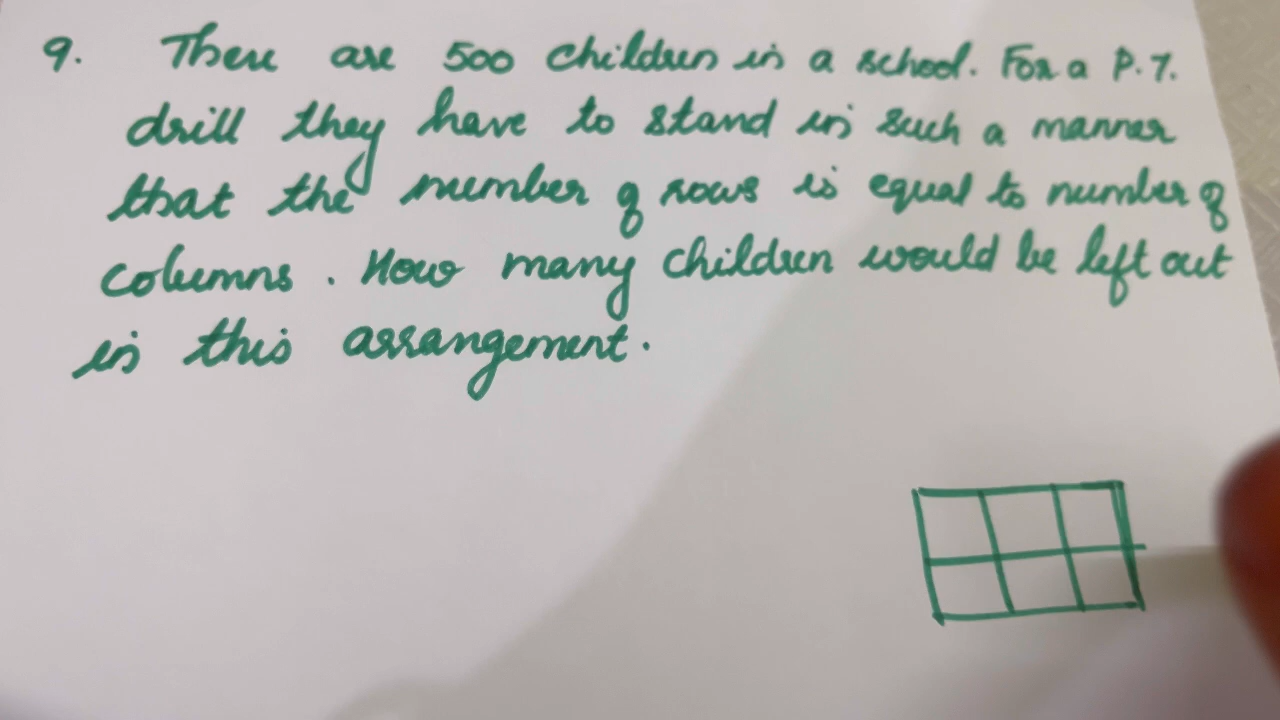 9. There are 500 children in a school. For a P.T.
drill they have to stand in such a manner
that the number of rows is equal to number of
columns. How many children would be left out
in this arrangement.